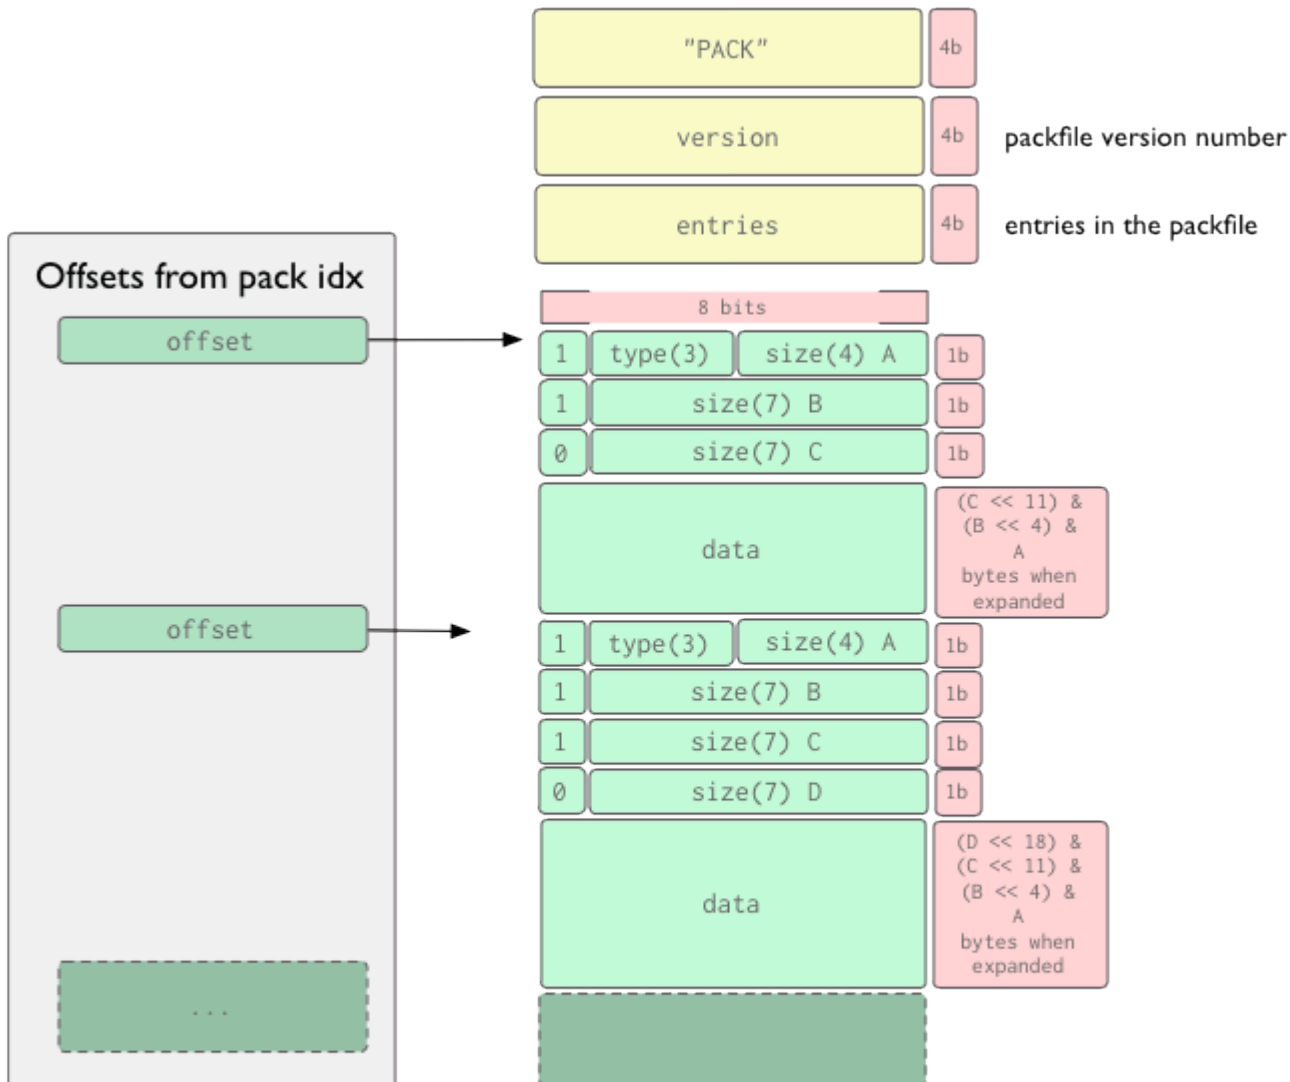 "PACK"
4b
version
4b
packfile version number
entries
4b
entries in the packfile
Offsets from pack idx
8 bits
offset
1
type(3)
size(4) A
1b
1
size(7) B
1b
0
size(7) C
1b
data
(C << 11) &
(B << 4) &
A
bytes when
expanded
offset
1
type(3)
size(4) A
1b
1
size(7) B
1b
1
size(7) C
1b
0
size(7) D
1b
data
(D << 18) &
(C << 11) &
(B << 4) &
A
bytes when
expanded
...